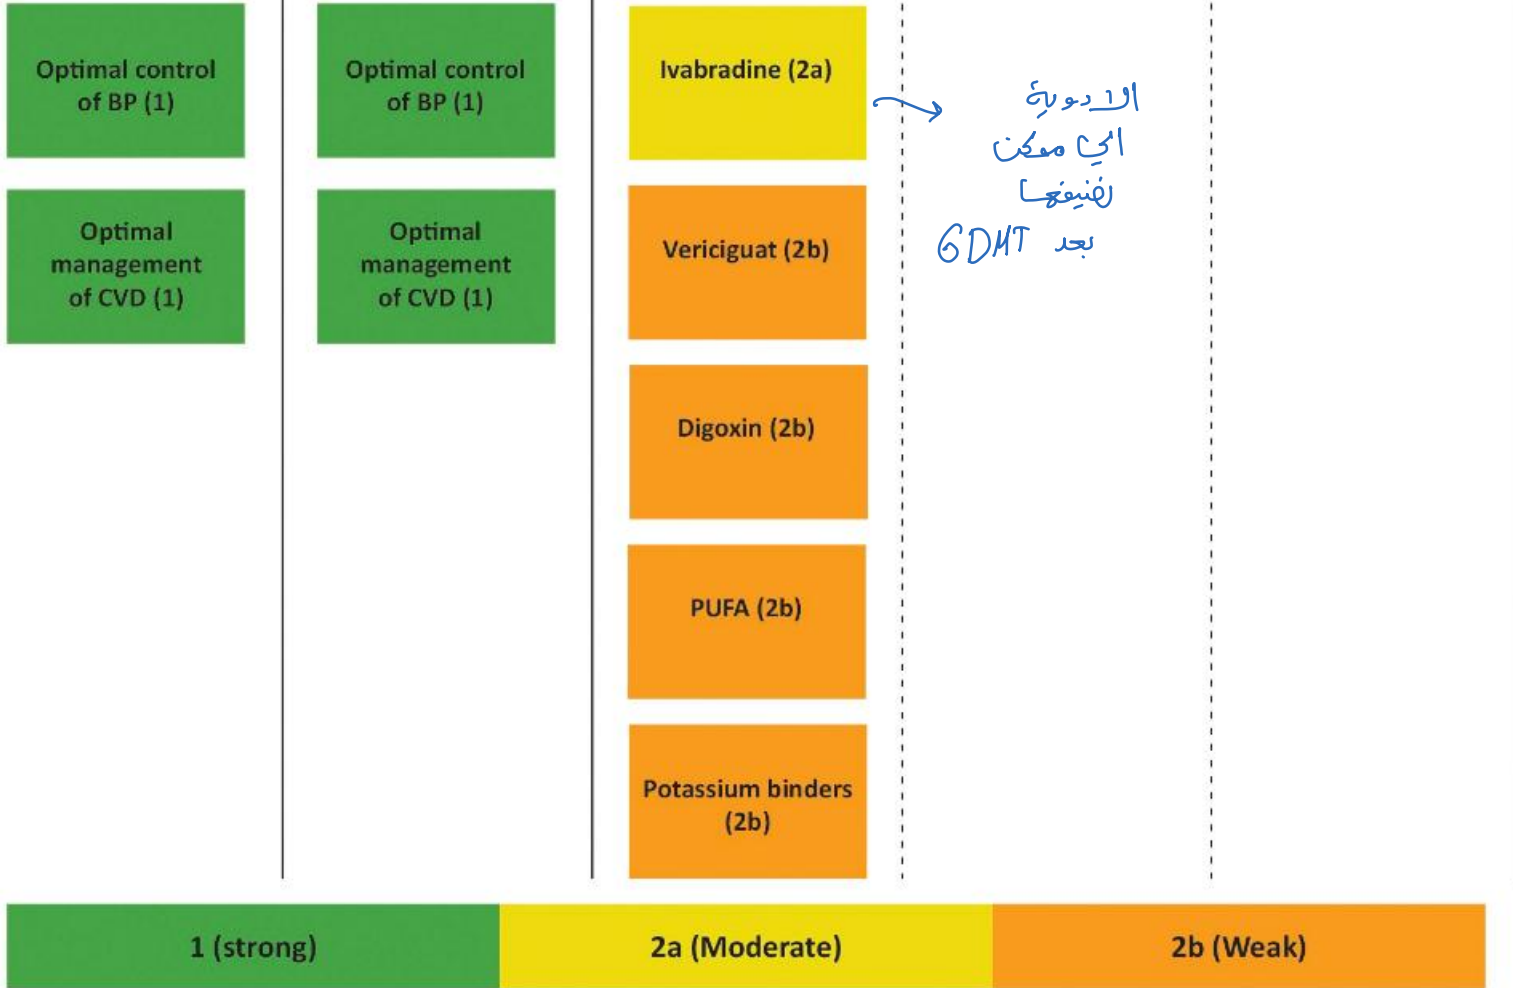 Optimal control
of BP (1)
Optimal control
of BP (1)
Ivabradine (2a)
الادوية
الي ممكن
نضيفها
بعد GDMT
Optimal
management
of CVD (1)
Optimal
management
of CVD (1)
Vericiguat (2b)
Digoxin (2b)
PUFA (2b)
Potassium binders
(2b)
1 (strong)
2a (Moderate)
2b (Weak)